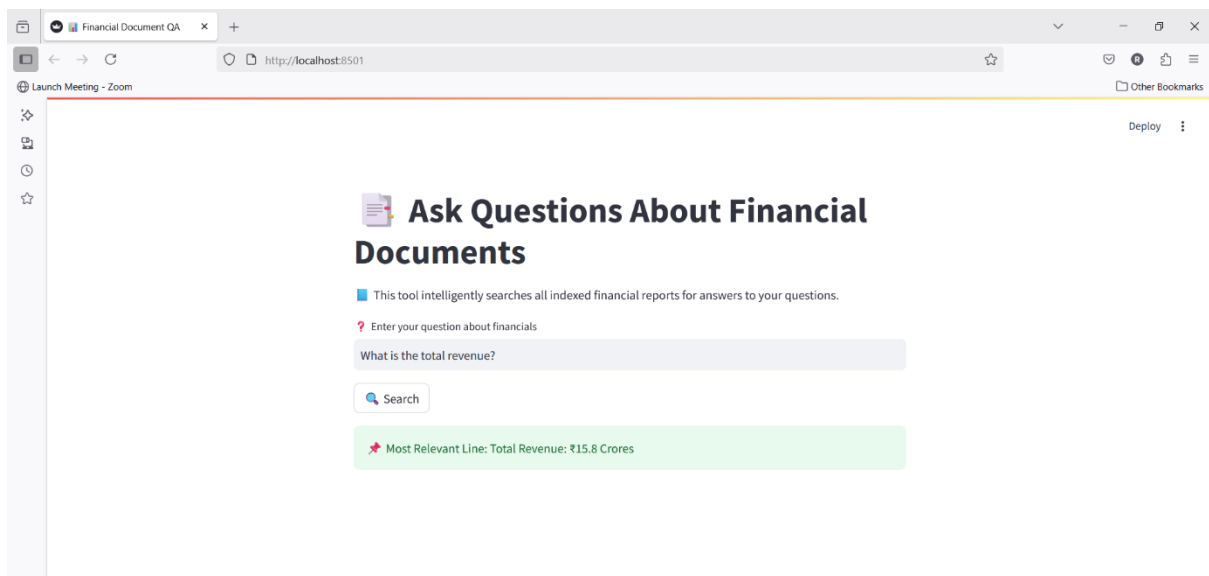 Financial Document QA
http://localhost:8501
Launch Meeting - Zoom
Other Bookmarks
Deploy
Ask Questions About Financial
Documents
This tool intelligently searches all indexed financial reports for answers to your questions.
Enter your question about financials
What is the total revenue?
Search
Most Relevant Line: Total Revenue: ₹15.8 Crores